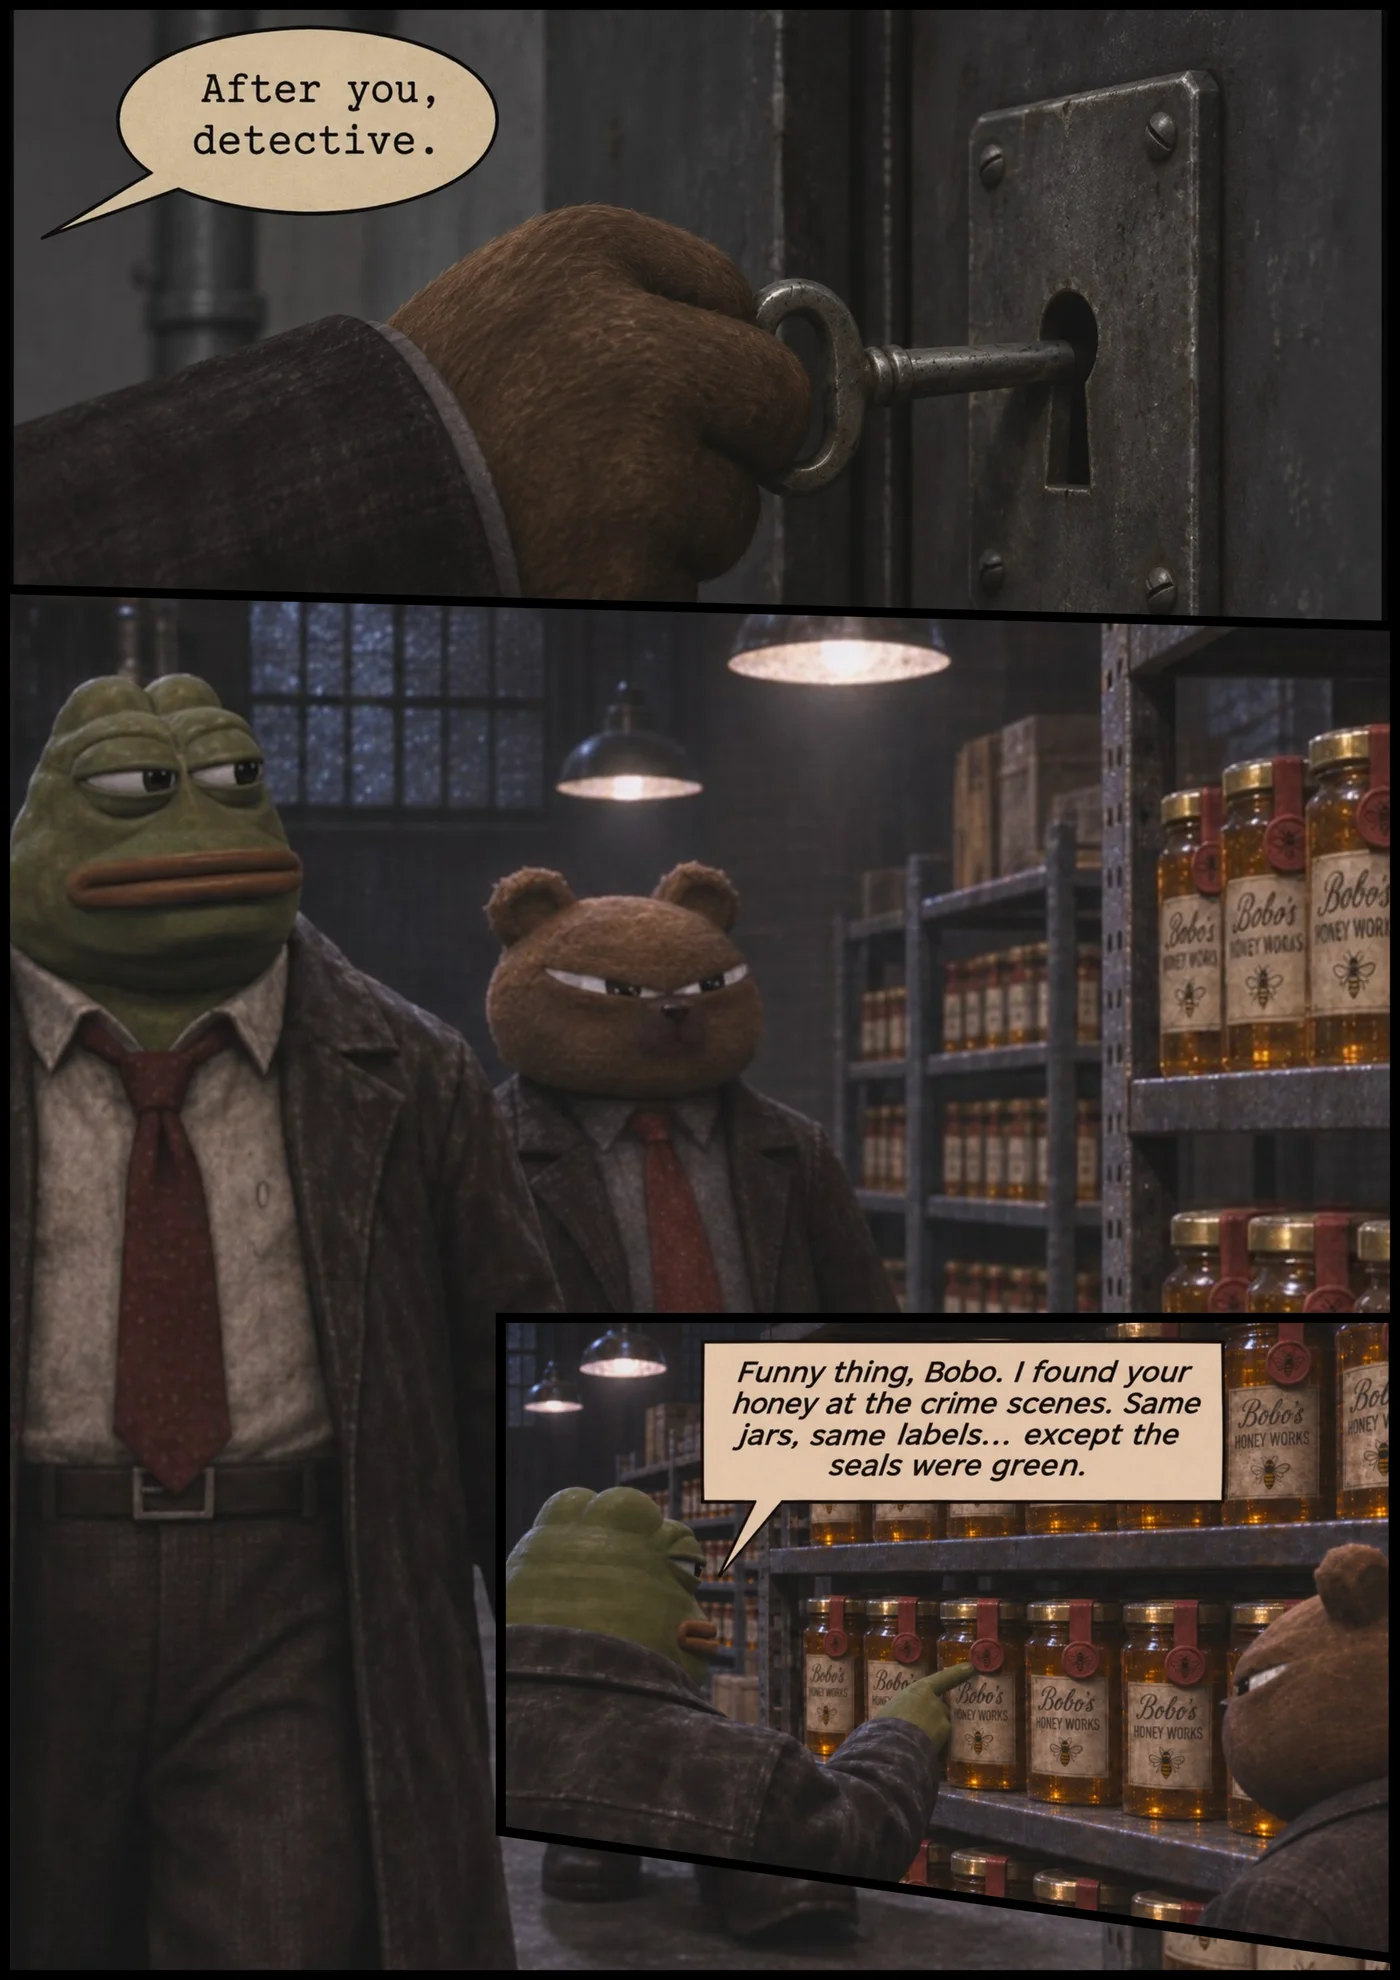 After you,
detective.
Bobo's
HONEY WORKS
Bobo's
HONEY WORKS
Bobo's
HONEY WORK
Funny thing, Bobo. I found your
honey at the crime scenes. Same
jars, same labels... except the
seals were green.
Bobo's
HONEY WORKS
Bobo's
HONEY WORKS
Bobo's
HONEY WORKS
Bobo's
HONEY WORKS
Bobo's
HONEY WORKS